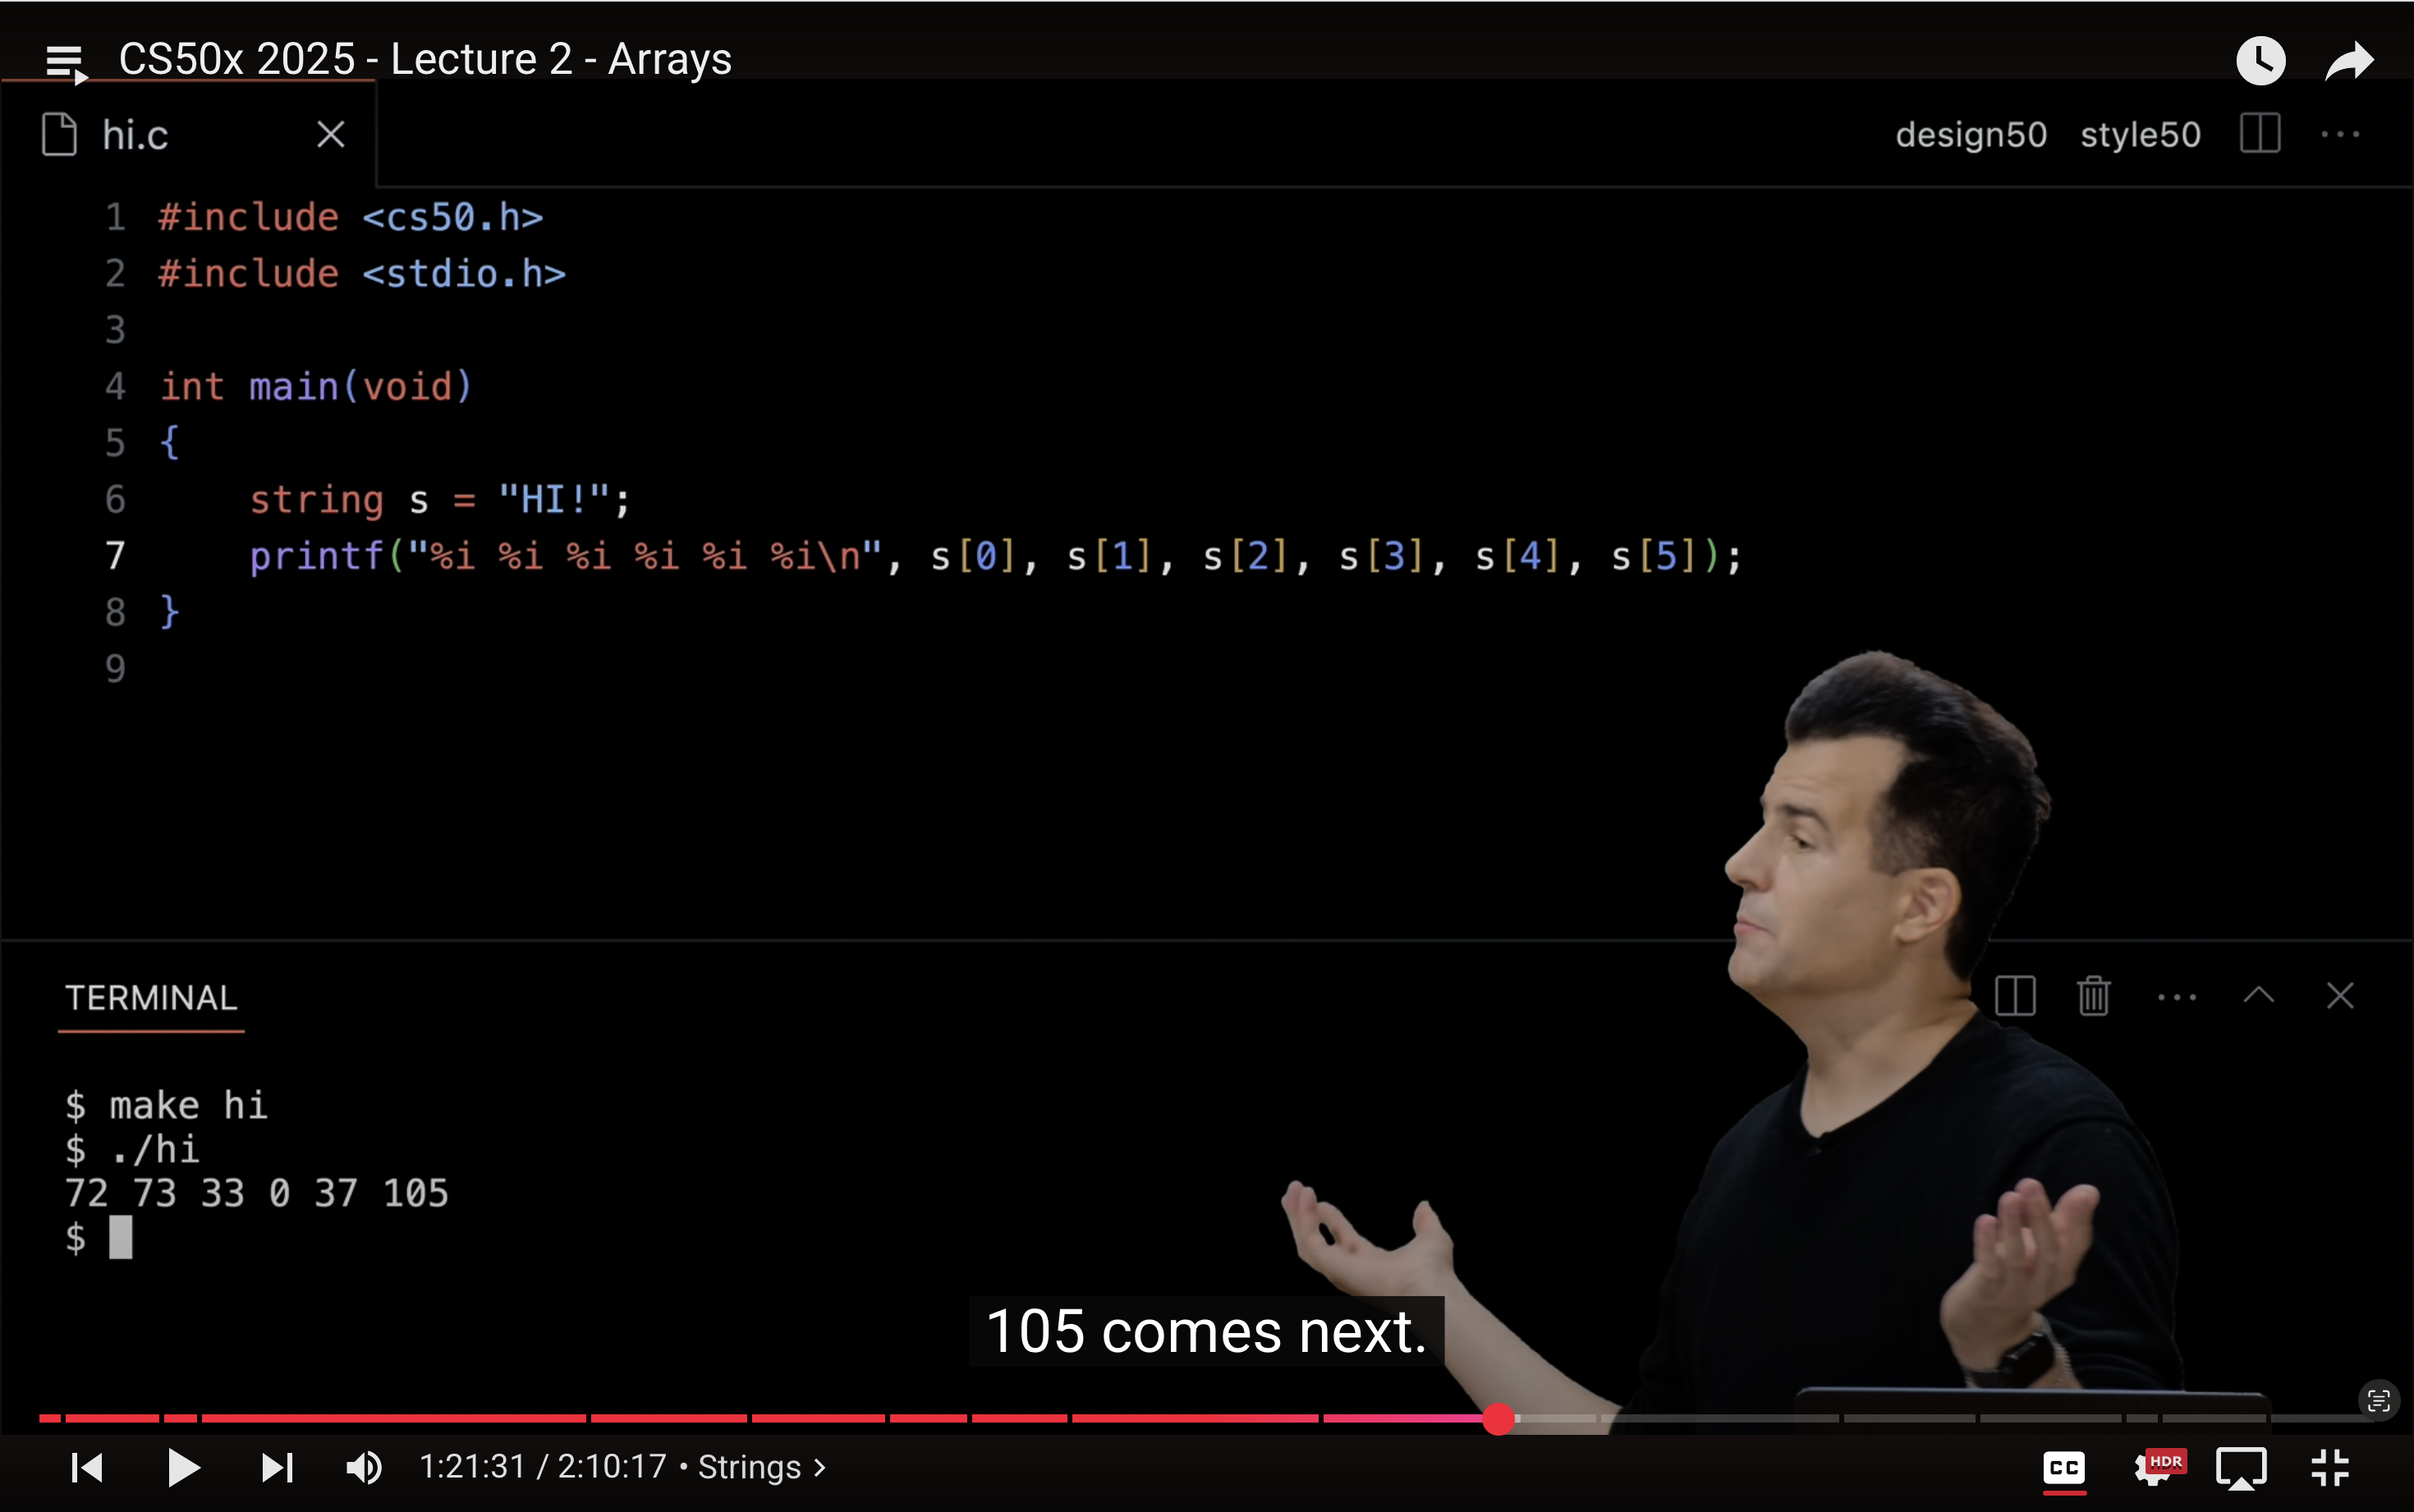 CS50x 2025 - Lecture 2 - Arrays
hi.c
design50 style50
1 #include <cs50.h>
2 #include <stdio.h>
3
4 int main(void)
5 {
6     string s = "HI!";
7     printf("%i %i %i %i %i %i\n", s[0], s[1], s[2], s[3], s[4], s[5]);
8 }
9
TERMINAL
$ make hi
$ ./hi
72 73 33 0 37 105
$
105 comes next.
1:21:31 / 2:10:17 • Strings >
CC
HDR